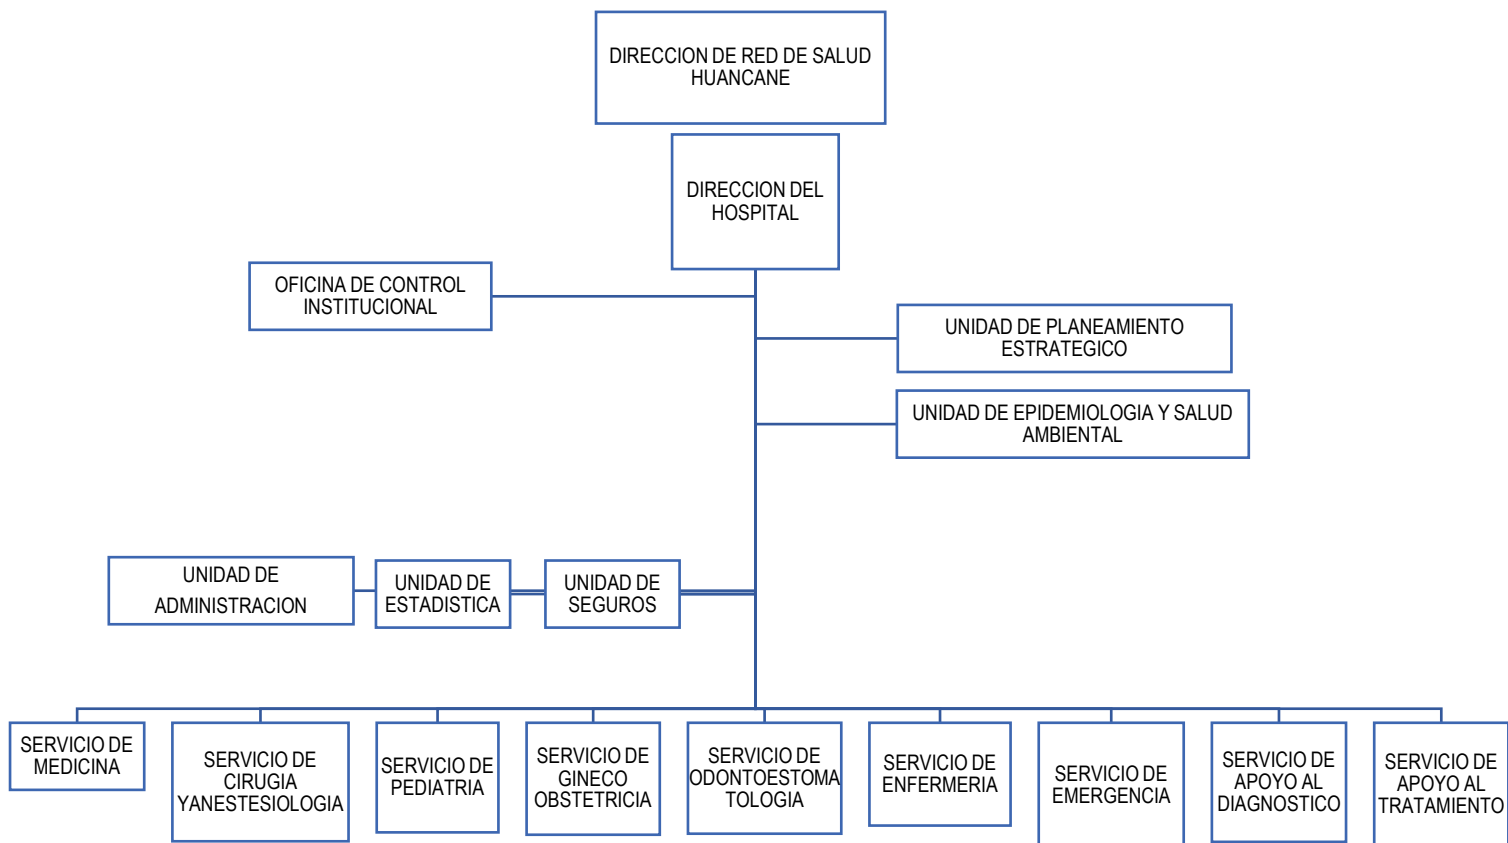 DIRECCION DE RED DE SALUD
HUANCANE
DIRECCION DEL
HOSPITAL
OFICINA DE CONTROL
INSTITUCIONAL
UNIDAD DE PLANEAMIENTO
ESTRATEGICO
UNIDAD DE EPIDEMIOLOGIA Y SALUD
AMBIENTAL
UNIDAD DE
ADMINISTRACION
UNIDAD DE
ESTADISTICA
UNIDAD DE
SEGUROS
SERVICIO DE
MEDICINA
SERVICIO DE
CIRUGIA
YANESTESIOLOGIA
SERVICIO DE
PEDIATRIA
SERVICIO DE
GINECO
OBSTETRICIA
SERVICIO DE
ODONTOESTOMA
TOLOGIA
SERVICIO DE
ENFERMERIA
SERVICIO DE
EMERGENCIA
SERVICIO DE
APOYO AL
DIAGNOSTICO
SERVICIO DE
APOYO AL
TRATAMIENTO